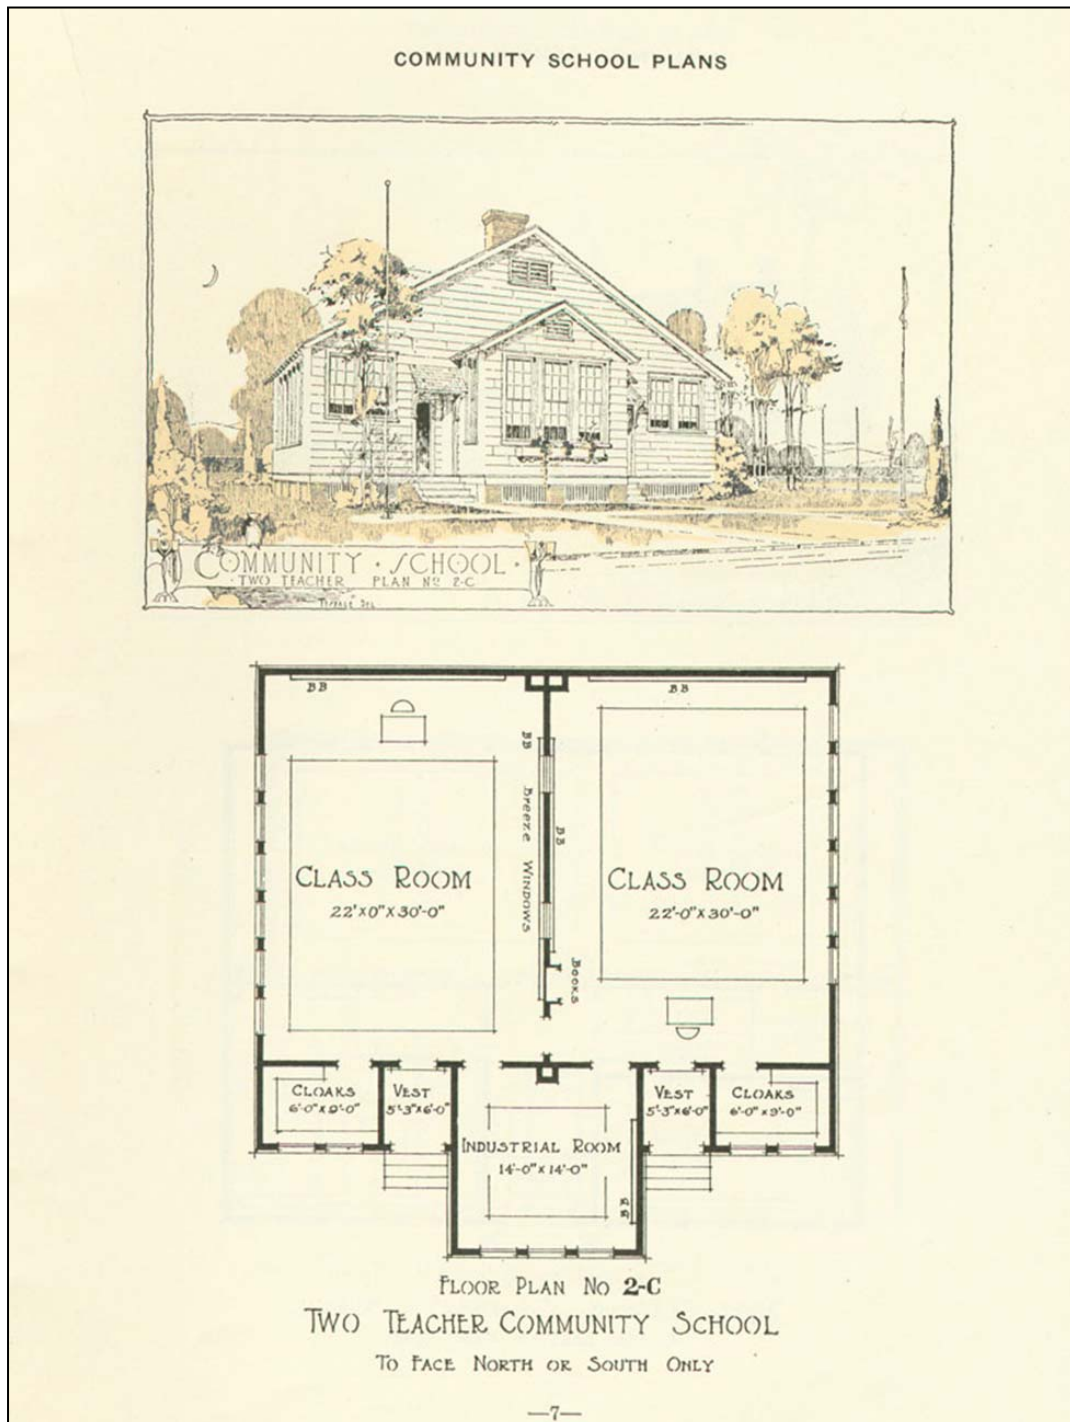 COMMUNITY SCHOOL PLANS
COMMUNITY · SCHOOL ·
· TWO TEACHER PLAN No 2-C
BB
BB
BB
Breeze Windows
BB
Books
CLASS ROOM
22'x0"x30'-0"
CLASS ROOM
22'-0"x30'-0"
CLOAKS
6'-0"x9'-0"
VEST
5'-3"x6'-0"
VEST
5'-3"x6'-0"
CLOAKS
6'-0"x9'-0"
INDUSTRIAL ROOM
14'-0"x14'-0"
BB
FLOOR PLAN No 2-C
TWO TEACHER COMMUNITY SCHOOL
TO FACE NORTH OR SOUTH ONLY
—7—